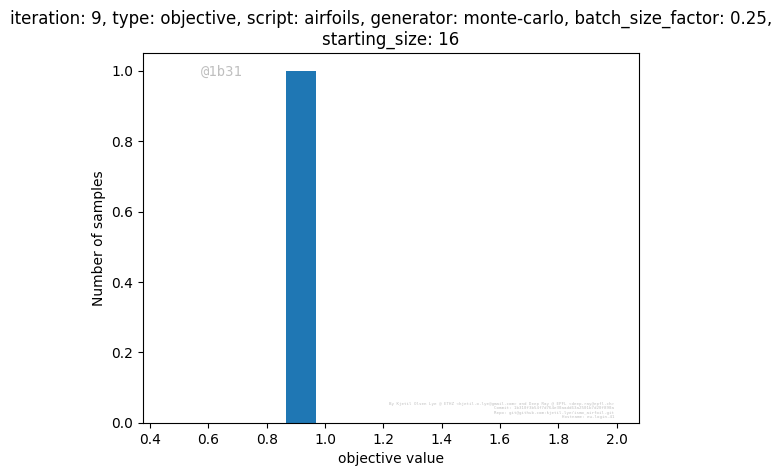 iteration: 9, type: objective, script: airfoils, generator: monte-carlo, batch_size_factor: 0.25,
starting_size: 16
@1b31
1.0
0.8
0.6
0.4
0.2
0.0
Number of samples
0.4 0.6 0.8 1.0 1.2 1.4 1.6 1.8 2.0
objective value